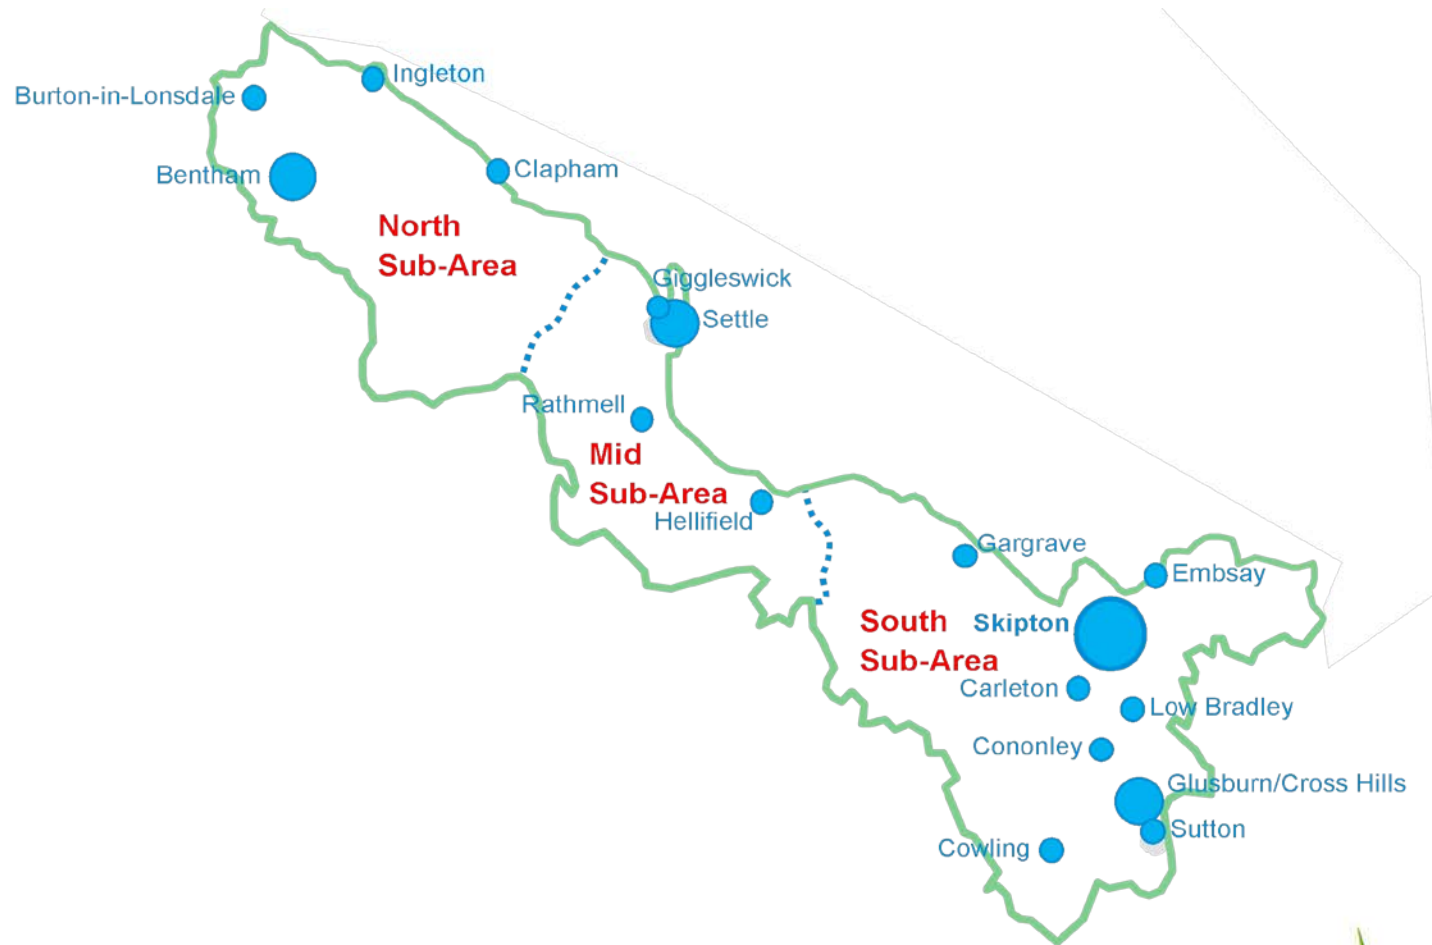 Ingleton
Burton-in-Lonsdale
Clapham
Bentham
North
Sub-Area
Giggleswick
Settle
Rathmell
Mid
Sub-Area
Hellifield
Gargrave
Embsay
South
Sub-Area
Skipton
Carleton
Low Bradley
Cononley
Glusburn/Cross Hills
Sutton
Cowling